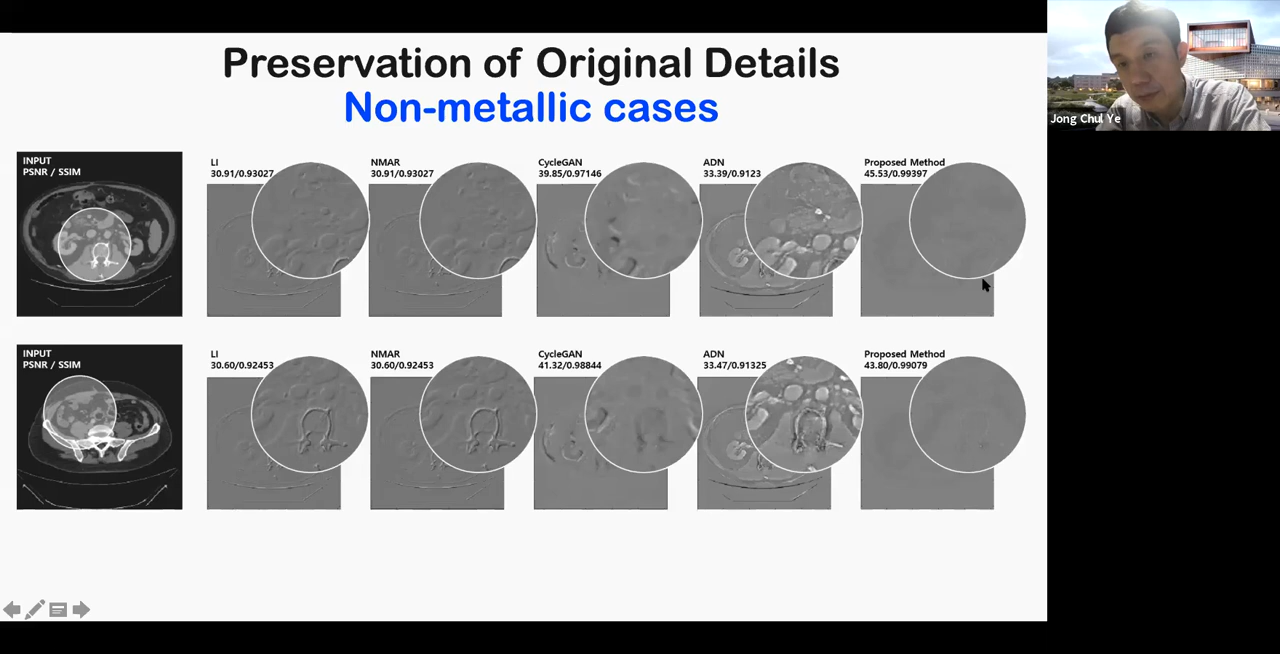 Preservation of Original Details
Non-metallic cases
Jong Chul Ye
INPUT
PSNR / SSIM
LI
30.91/0.93027
NMAR
30.91/0.93027
CycleGAN
39.85/0.97146
ADN
33.39/0.9123
Proposed Method
45.53/0.99397
INPUT
PSNR / SSIM
LI
30.60/0.92453
NMAR
30.60/0.92453
CycleGAN
41.32/0.98844
ADN
33.47/0.91325
Proposed Method
43.80/0.99079